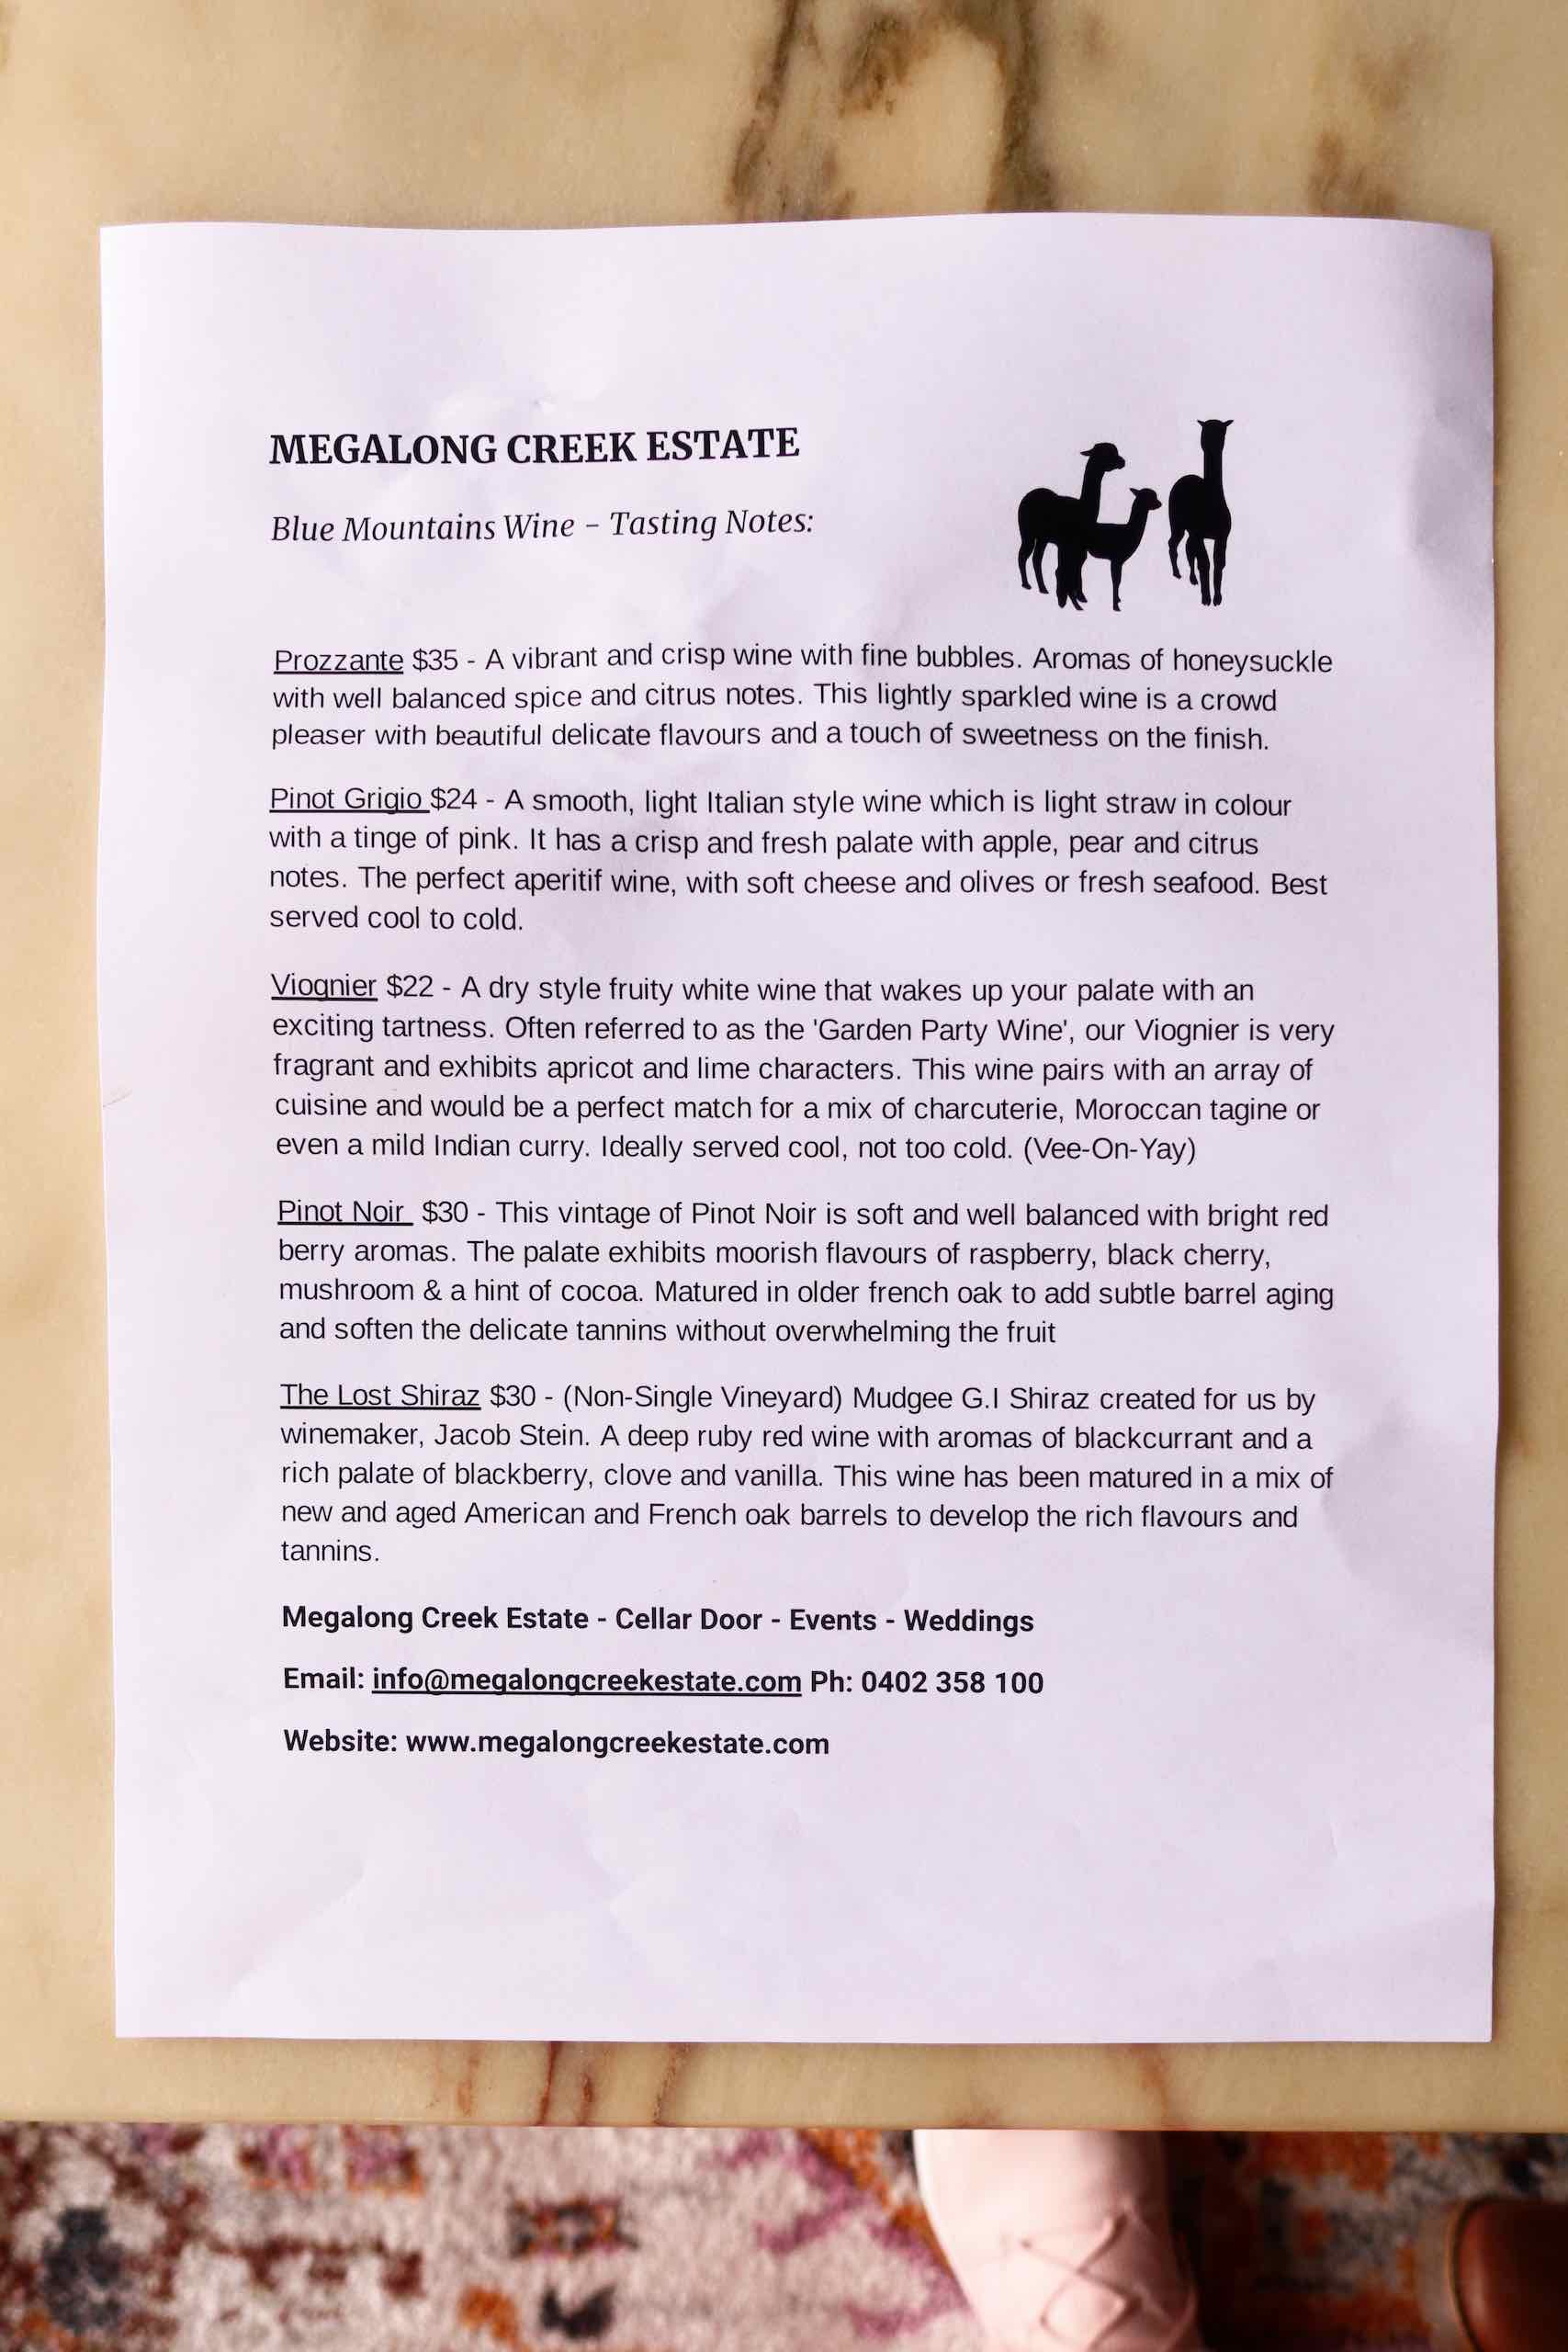 MEGALONG CREEK ESTATE
Blue Mountains Wine - Tasting Notes:
Prozzante $35 - A vibrant and crisp wine with fine bubbles. Aromas of honeysuckle
with well balanced spice and citrus notes. This lightly sparkled wine is a crowd
pleaser with beautiful delicate flavours and a touch of sweetness on the finish.
Pinot Grigio $24 - A smooth, light Italian style wine which is light straw in colour
with a tinge of pink. It has a crisp and fresh palate with apple, pear and citrus
notes. The perfect aperitif wine, with soft cheese and olives or fresh seafood. Best
served cool to cold.
Viognier $22 - A dry style fruity white wine that wakes up your palate with an
exciting tartness. Often referred to as the 'Garden Party Wine', our Viognier is very
fragrant and exhibits apricot and lime characters. This wine pairs with an array of
cuisine and would be a perfect match for a mix of charcuterie, Moroccan tagine or
even a mild Indian curry. Ideally served cool, not too cold. (Vee-On-Yay)
Pinot Noir $30 - This vintage of Pinot Noir is soft and well balanced with bright red
berry aromas. The palate exhibits moorish flavours of raspberry, black cherry,
mushroom & a hint of cocoa. Matured in older french oak to add subtle barrel aging
and soften the delicate tannins without overwhelming the fruit
The Lost Shiraz $30 - (Non-Single Vineyard) Mudgee G.I Shiraz created for us by
winemaker, Jacob Stein. A deep ruby red wine with aromas of blackcurrant and a
rich palate of blackberry, clove and vanilla. This wine has been matured in a mix of
new and aged American and French oak barrels to develop the rich flavours and
tannins.
Megalong Creek Estate - Cellar Door - Events - Weddings
Email: info@megalongcreekestate.com Ph: 0402 358 100
Website: www.megalongcreekestate.com